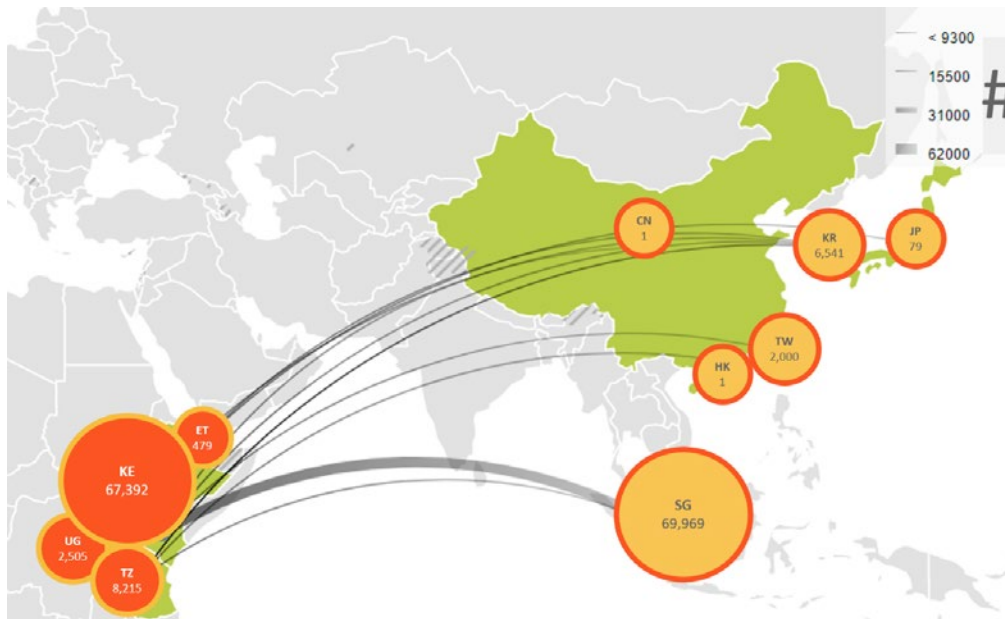 < 9300
15500
#
31000
62000
CN
1
KR
6,541
JP
79
TW
2,000
HK
1
ET
479
KE
67,392
SG
69,969
UG
2,505
TZ
8,215